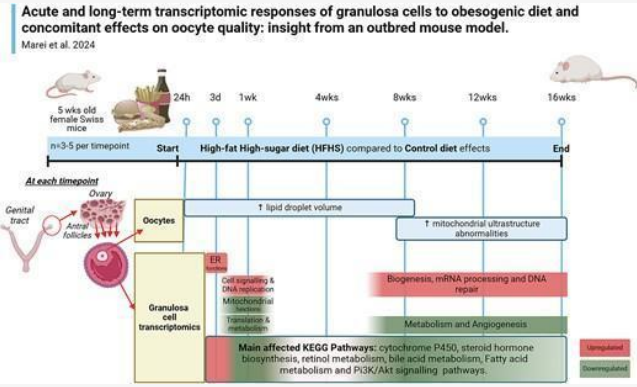 Acute and long-term transcriptomic responses of granulosa cells to obesogenic diet and
concomitant effects on oocyte quality: insight from an outbred mouse model.
Marei et al. 2024
5 wks old
female Swiss
mice
24h
3d
1wk
4wks
8wks
12wks
16wks
n=3-5 per timepoint
Start
High-fat High-sugar diet (HFHS) compared to Control diet effects
End
At each timepoint
Ovary
Genital
tract
Antral
follicles
Oocytes
↑ lipid droplet volume
↑ mitochondrial ultrastructure
abnormalities
Granulosa
cell
transcriptomics
ER
functions
Cell signalling &
DNA replication
Mitochondrial
functions
Translation &
metabolism
Biogenesis, mRNA processing and DNA
repair
Metabolism and Angiogenesis
Main affected KEGG Pathways: cytochrome P450, steroid hormone
biosynthesis, retinol metabolism, bile acid metabolism, Fatty acid
metabolism and Pi3K/Akt signalling pathways.
Upregulated
Downregulated